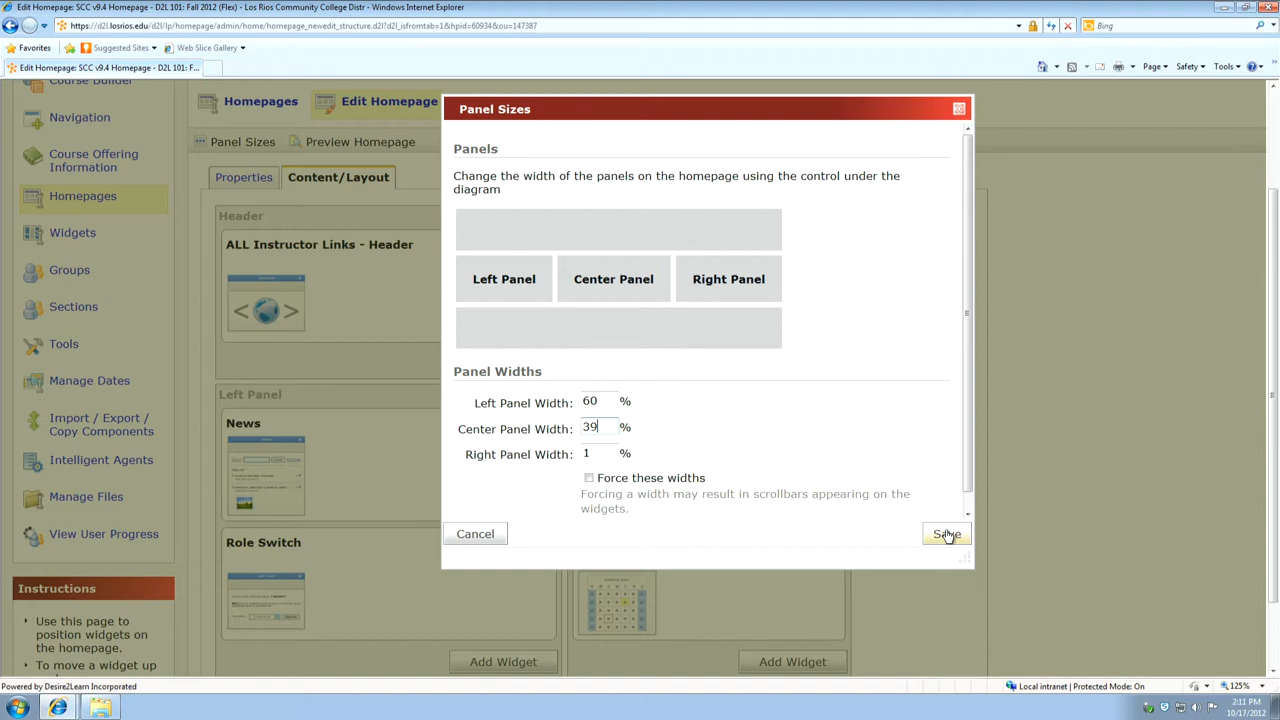 Edit Homepage: SCC v9.4 Homepage - D2L 101: Fall 2012 (Flex) - Los Rios Community College Distr - Windows Internet Explorer
https://d2l.losrios.edu/d2l/lp/homepage/admin/home/homepage_newedit_structure.d2l?d2l_isfromtab=1&hpid=60934&ou=147387
Bing
Favorites
Suggested Sites
Web Slice Gallery
Edit Homepage: SCC v9.4 Homepage - D2L 101: F...
Page
Safety
Tools
Course Builder
Navigation
Course Offering
Information
Homepages
Widgets
Groups
Sections
Tools
Manage Dates
Import / Export /
Copy Components
Intelligent Agents
Manage Files
View User Progress
Instructions
Use this page to
position widgets on
the homepage.
To move a widget up
Homepages
Edit Homepage
Panel Sizes
Preview Homepage
Properties
Content/Layout
Header
ALL Instructor Links - Header
Left Panel
News
Role Switch
Add Widget
Add Widget
Panel Sizes
Panels
Change the width of the panels on the homepage using the control under the
diagram
Left Panel
Center Panel
Right Panel
Panel Widths
Left Panel Width: 60 %
Center Panel Width: 39 %
Right Panel Width: 1 %
Force these widths
Forcing a width may result in scrollbars appearing on the
widgets.
Cancel
Save
Powered by Desire2Learn Incorporated
Local intranet | Protected Mode: On
125%
2:11 PM
10/17/2012